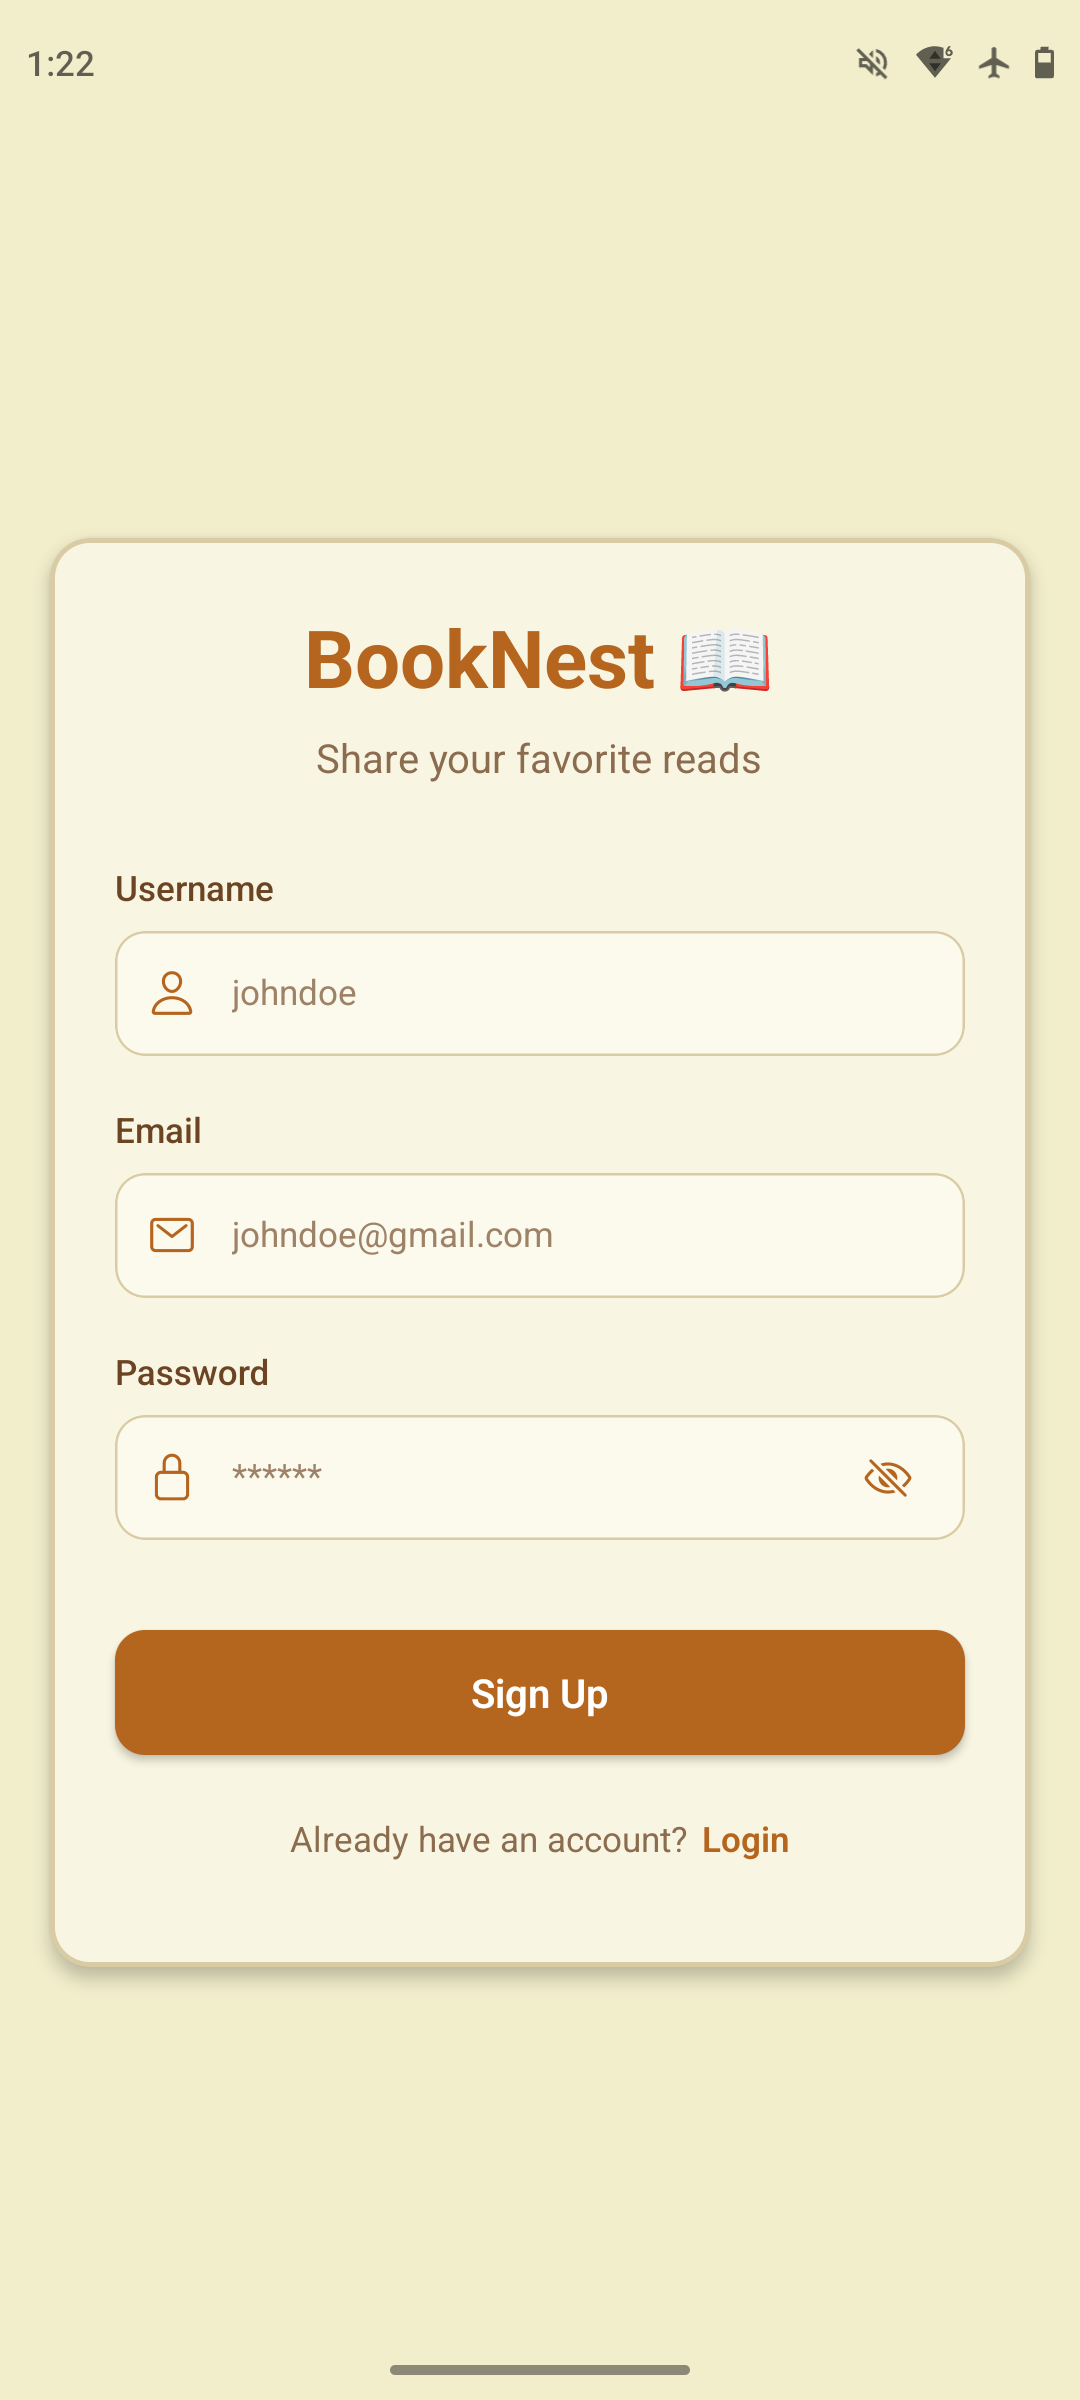 1:22
6
BookNest 📖
Share your favorite reads
Username
johndoe
Email
johndoe@gmail.com
Password
******
Sign Up
Already have an account? Login